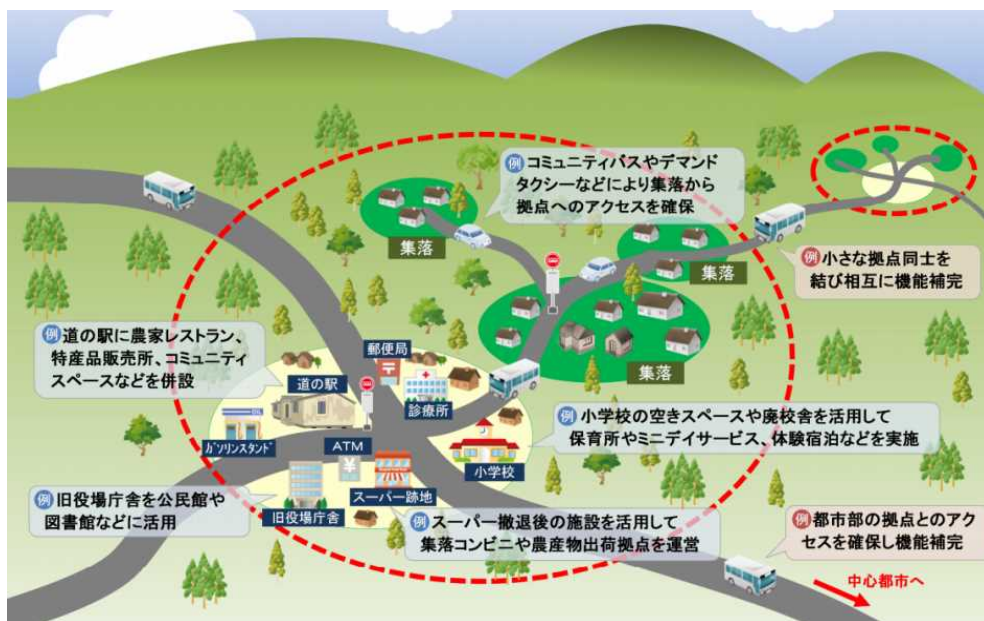 例 コミュニティバスやデマンド
タクシーなどにより集落から
拠点へのアクセスを確保
集落
集落
集落
例 小さな拠点同士を
結び相互に機能補完
例 道の駅に農家レストラン、
特産品販売所、コミュニティ
スペースなどを併設
郵便局
〒
道の駅
診療所
ガソリンスタンド
OIL
ATM
¥
小学校
例 小学校の空きスペースや廃校舎を活用して
保育所やミニデイサービス、体験宿泊などを実施
旧役場庁舎
スーパー跡地
例 旧役場庁舎を公民館や
図書館などに活用
例 スーパー撤退後の施設を活用して
集落コンビニや農産物出荷拠点を運営
例 都市部の拠点とのアク
セスを確保し機能補完
中心都市へ